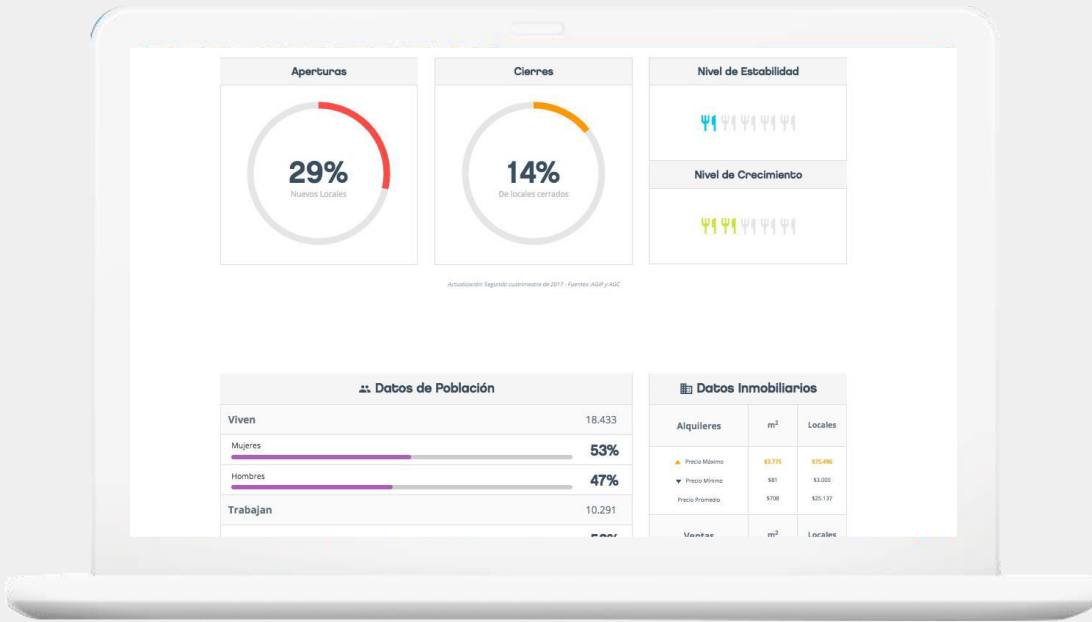 Aperturas
29%
Nuevos Locales
Cierres
14%
De locales cerrados
Nivel de Estabilidad
Nivel de Crecimiento
Actualización: Segundo cuatrimestre de 2017 - Fuentes: AGIP y AGC
Datos de Población
Viven 18.433
Mujeres 53%
Hombres 47%
Trabajan 10.291
Datos Inmobiliarios
Alquileres m² Locales
Precio Máximo $3.775 $75.496
Precio Mínimo $81 $3.000
Precio Promedio $708 $25.137
Ventas m² Locales